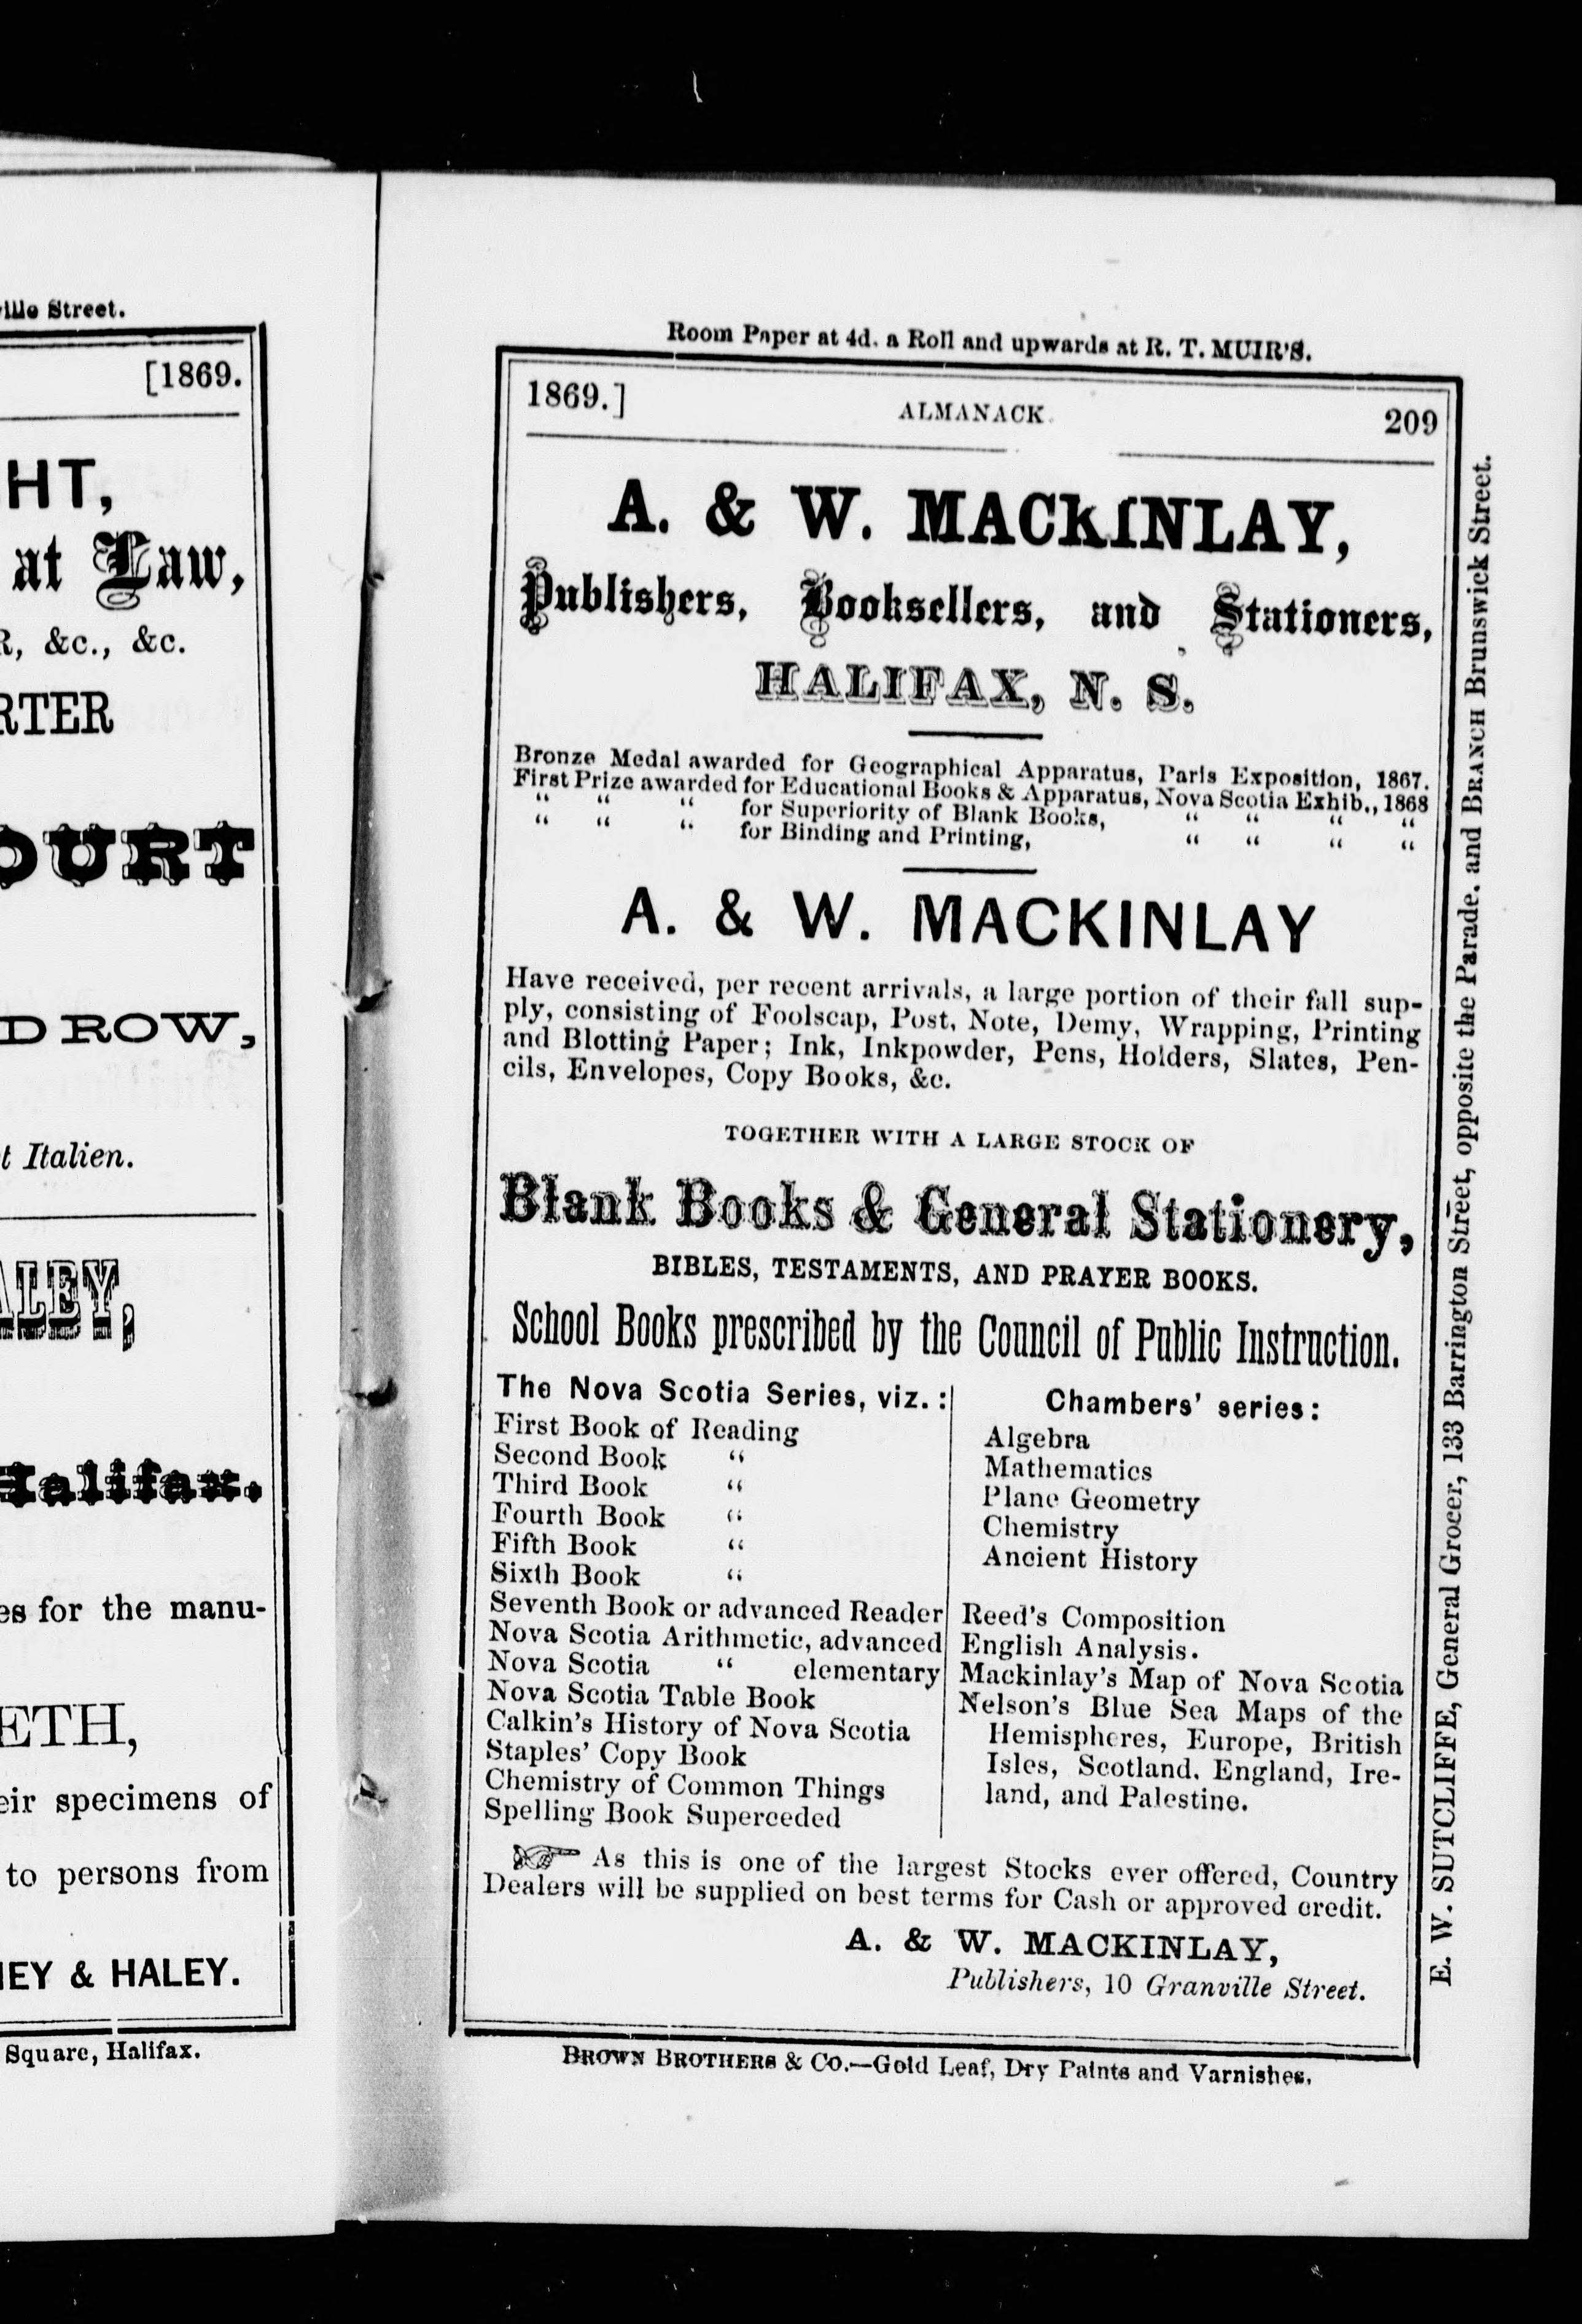 ville Street.
[1869.
HT,
at Law,
R, &c., &c.
RTER
OURT
D ROW,
t Italien.
ALEY,
Halifax.
es for the manu-
ETH,
eir specimens of
to persons from
EY & HALEY.
Square, Halifax.
Room Paper at 4d. a Roll and upwards at R. T. MUIR'S.
1869.] ALMANACK. 209
A. & W. MACKINLAY,
Publishers, Booksellers, and Stationers,
HALIFAX, N. S.
Bronze Medal awarded for Geographical Apparatus, Paris Exposition, 1867.
First Prize awarded for Educational Books & Apparatus, Nova Scotia Exhib., 1868
" " " for Superiority of Blank Books, " " " "
" " " for Binding and Printing, " " " "
A. & W. MACKINLAY
Have received, per recent arrivals, a large portion of their fall sup-
ply, consisting of Foolscap, Post, Note, Demy, Wrapping, Printing
and Blotting Paper; Ink, Inkpowder, Pens, Holders, Slates, Pen-
cils, Envelopes, Copy Books, &c.
TOGETHER WITH A LARGE STOCK OF
Blank Books & General Stationery,
BIBLES, TESTAMENTS, AND PRAYER BOOKS.
School Books prescribed by the Council of Public Instruction.
The Nova Scotia Series, viz.:
First Book of Reading
Second Book "
Third Book "
Fourth Book "
Fifth Book "
Sixth Book "
Seventh Book or advanced Reader
Nova Scotia Arithmetic, advanced
Nova Scotia " elementary
Nova Scotia Table Book
Calkin's History of Nova Scotia
Staples' Copy Book
Chemistry of Common Things
Spelling Book Superceded
Chambers' series:
Algebra
Mathematics
Plane Geometry
Chemistry
Ancient History
Reed's Composition
English Analysis.
Mackinlay's Map of Nova Scotia
Nelson's Blue Sea Maps of the
Hemispheres, Europe, British
Isles, Scotland, England, Ire-
land, and Palestine.
As this is one of the largest Stocks ever offered, Country
Dealers will be supplied on best terms for Cash or approved credit.
A. & W. MACKINLAY,
Publishers, 10 Granville Street.
BROWN BROTHERS & CO.—Gold Leaf, Dry Paints and Varnishes.
E. W. SUTCLIFFE, General Grocer, 133 Barrington Street, opposite the Parade, and BRANCH Brunswick Street.